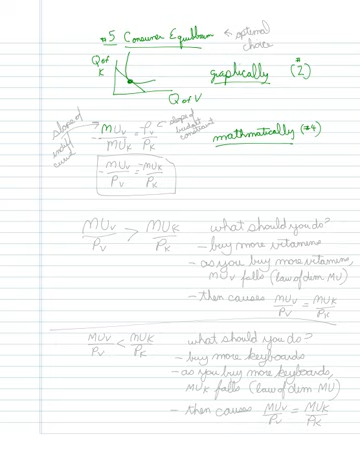 #5 Consumer Equilibrium ← optimal choice
Q of K
graphically (#2)
Q of V
slope of indiff curve
MUv / MUK = Pv / PK
slope of budget constraint
mathematically (#4)
MUv / Pv = MUK / PK
MUv / Pv > MUK / PK
what should you do?
- buy more vitamins
- as you buy more vitamins,
MUv falls (law of dim MU)
- then causes MUv / Pv = MUK / PK
MUv / Pv < MUK / PK
what should you do?
- buy more keyboards
- as you buy more keyboards,
MUK falls (law of dim MU)
- then causes MUv / Pv = MUK / PK